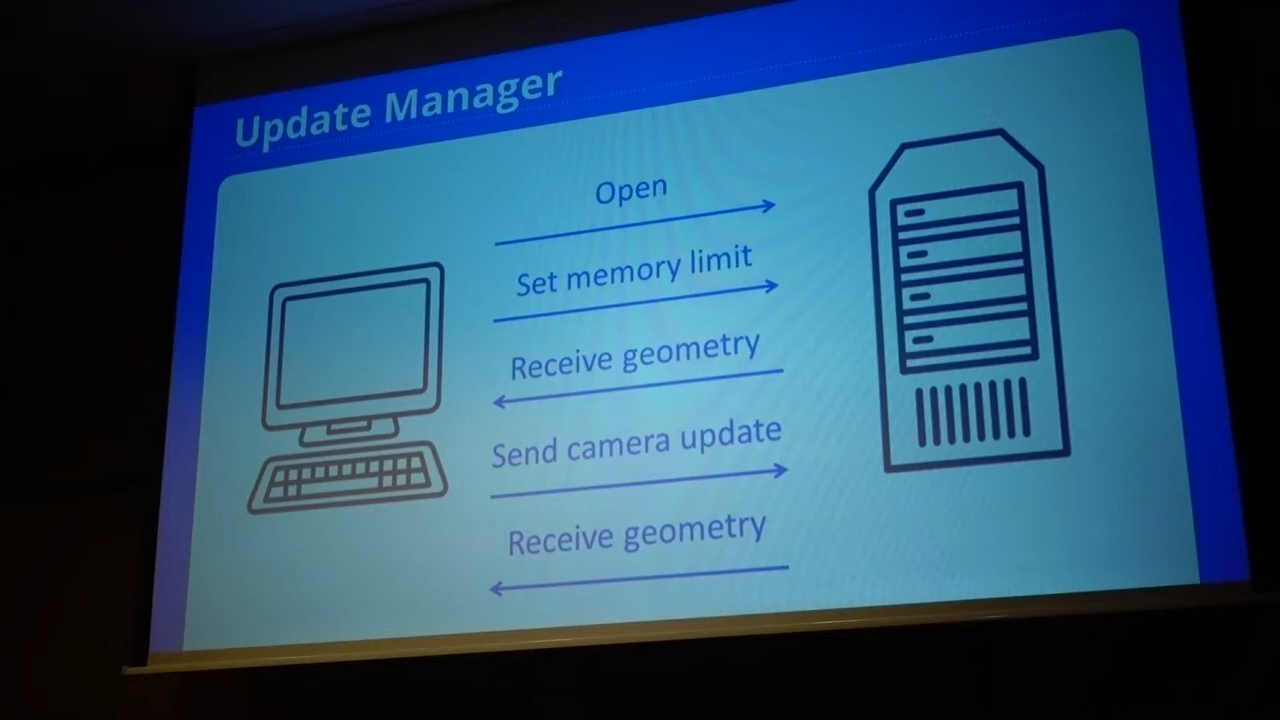 Update Manager
Open
Set memory limit
Receive geometry
Send camera update
Receive geometry